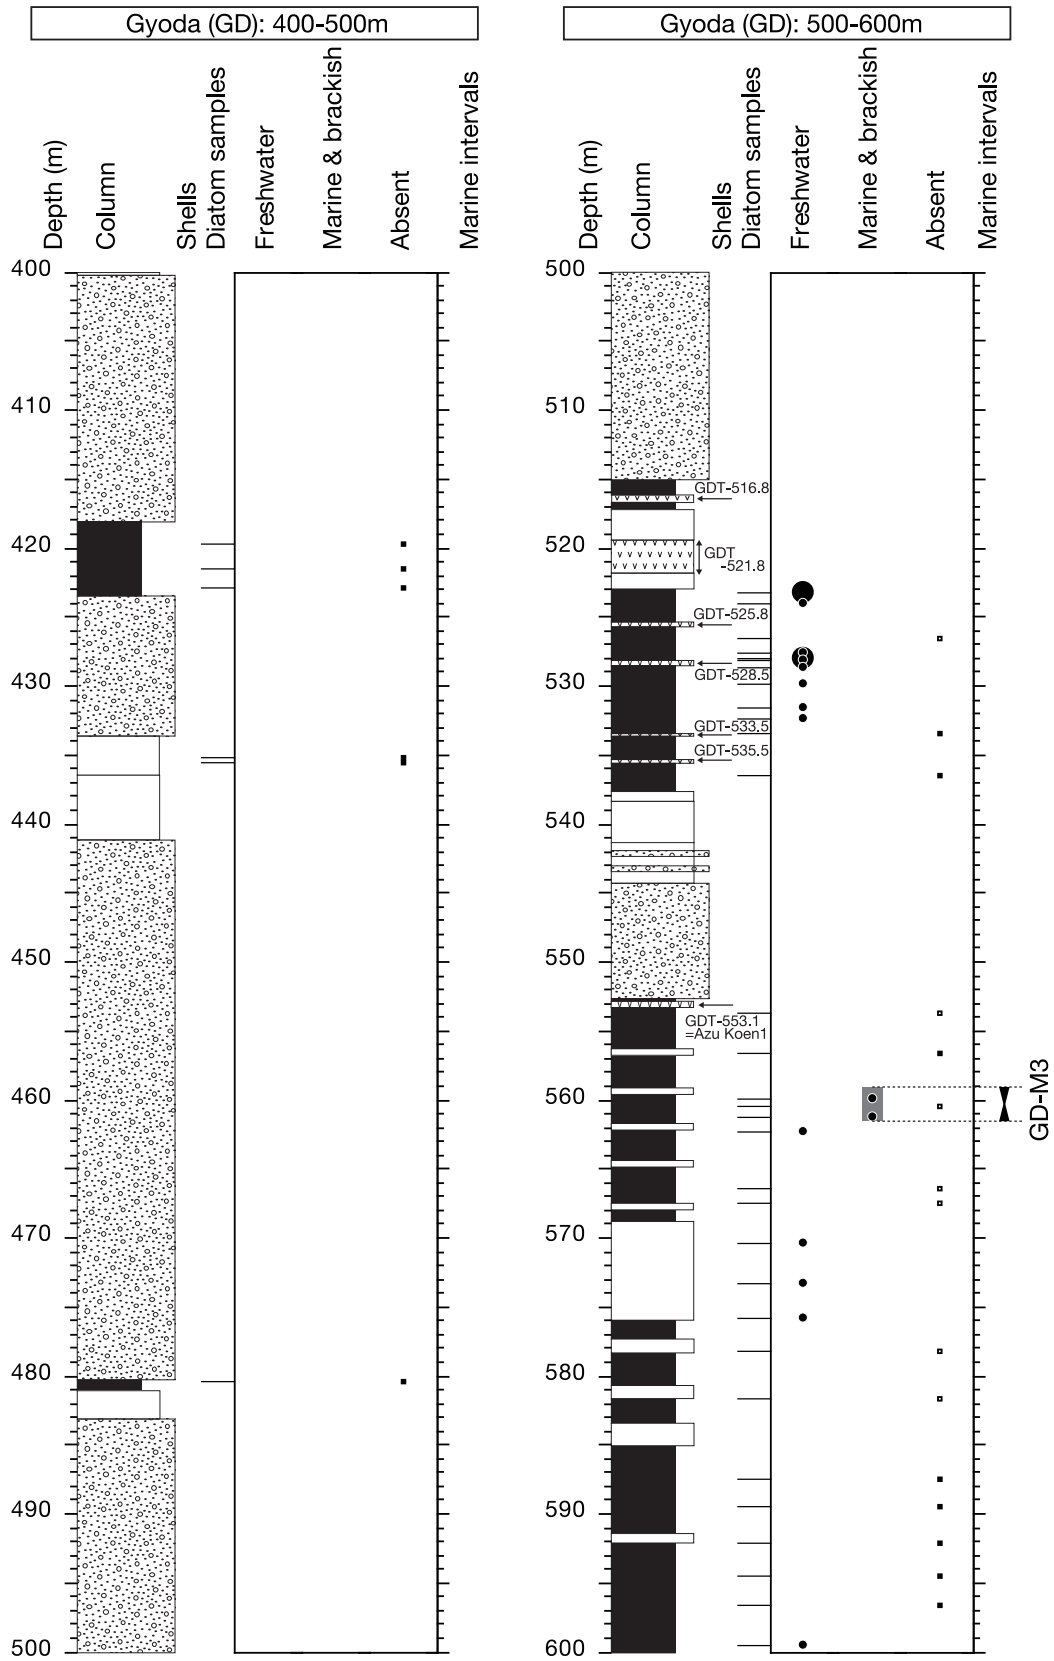 Gyoda (GD): 400-500m
Depth (m)
Column
Shells
Diatom samples
Freshwater
Marine & brackish
Absent
Marine intervals
400
410
420
430
440
450
460
470
480
490
500
Gyoda (GD): 500-600m
Depth (m)
Column
Shells
Diatom samples
Freshwater
Marine & brackish
Absent
Marine intervals
500
510
520
530
540
550
560
570
580
590
600
GDT-516.8
GDT
-521.8
GDT-525.8
GDT-528.5
GDT-533.5
GDT-535.5
GDT-553.1
=Azu Koen1
GD-M3